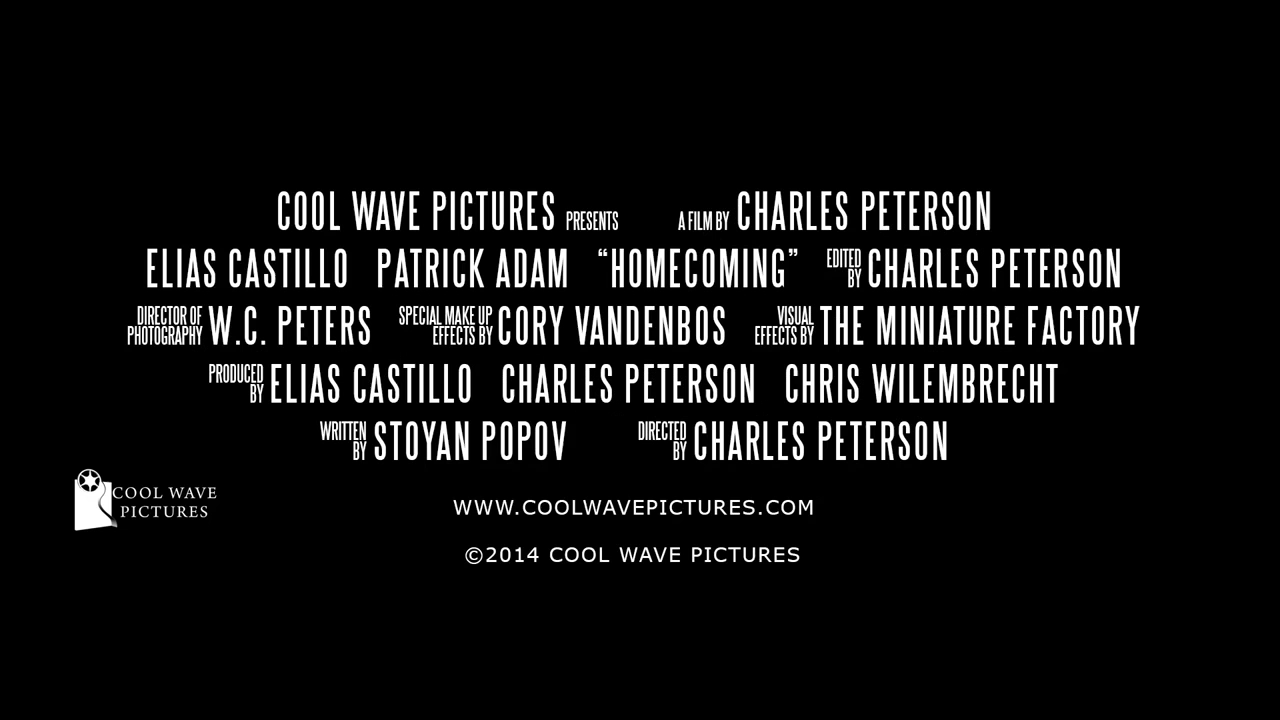 COOL WAVE PICTURES PRESENTS A FILM BY CHARLES PETERSON
ELIAS CASTILLO PATRICK ADAM “HOMECOMING” EDITED BY CHARLES PETERSON
DIRECTOR OF PHOTOGRAPHY W.C. PETERS SPECIAL MAKE UP EFFECTS BY CORY VANDENBOS VISUAL EFFECTS BY THE MINIATURE FACTORY
PRODUCED BY ELIAS CASTILLO CHARLES PETERSON CHRIS WILEMBRECHT
WRITTEN BY STOYAN POPOV DIRECTED BY CHARLES PETERSON
COOL WAVE
PICTURES
WWW.COOLWAVEPICTURES.COM
©2014 COOL WAVE PICTURES